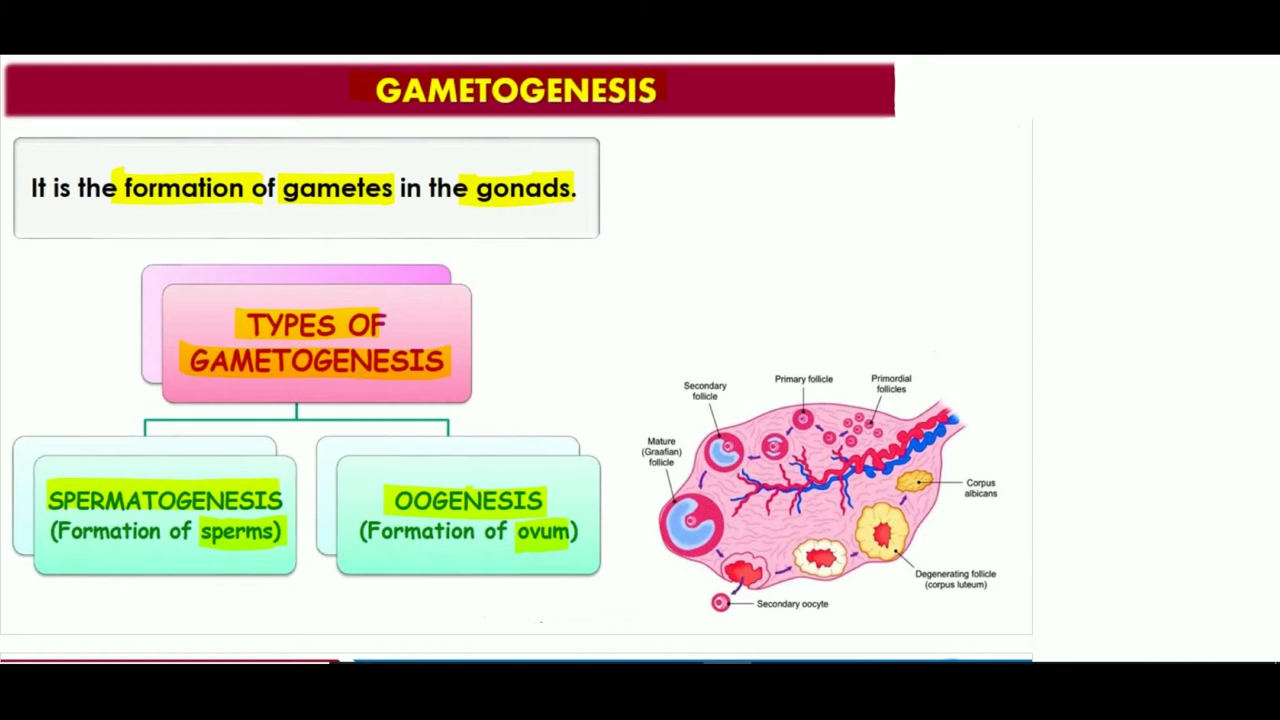 GAMETOGENESIS
It is the formation of gametes in the gonads.
TYPES OF
GAMETOGENESIS
SPERMATOGENESIS
(Formation of sperms)
OOGENESIS
(Formation of ovum)
Secondary
follicle
Primary follicle
Primordial
follicles
Mature
(Graafian)
follicle
Corpus
albicans
Degenerating follicle
(corpus luteum)
Secondary oocyte